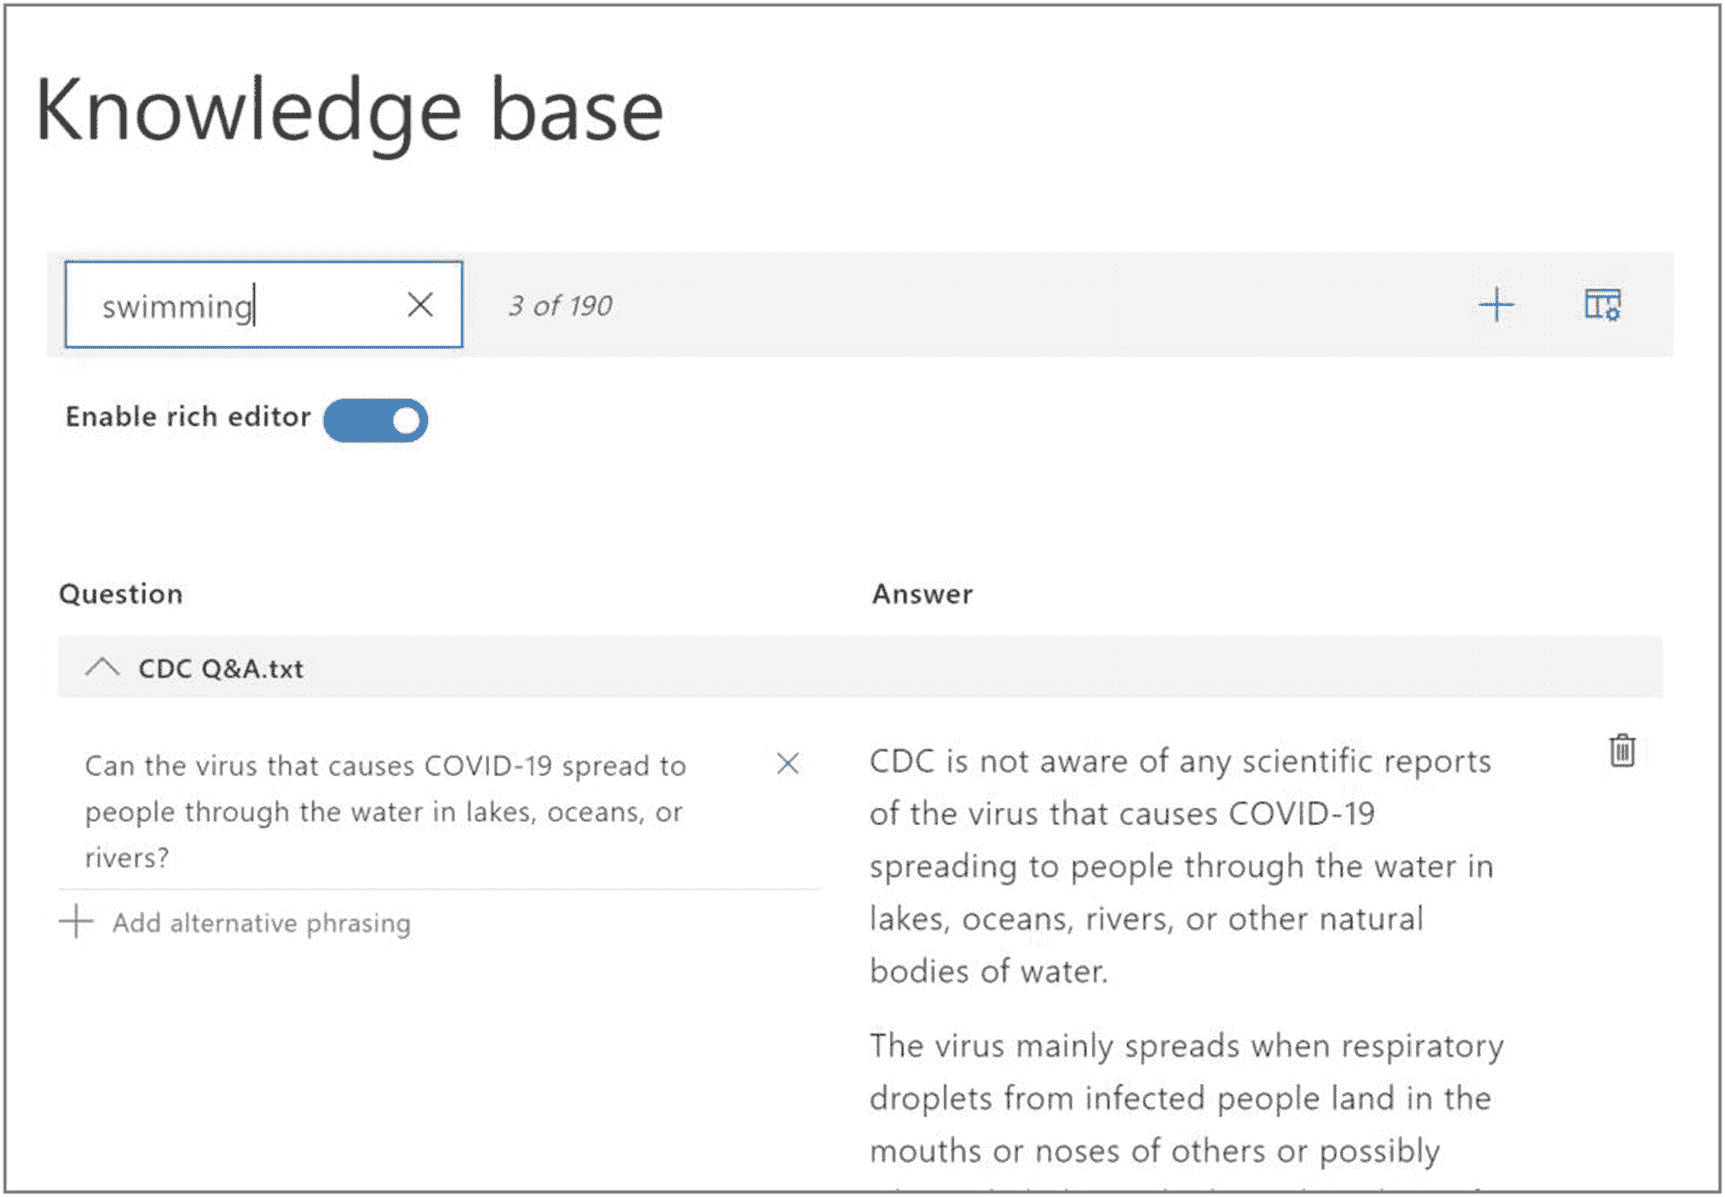 Knowledge base
swimming
3 of 190
Enable rich editor
Question
Answer
CDC Q&A.txt
Can the virus that causes COVID-19 spread to
people through the water in lakes, oceans, or
rivers?
Add alternative phrasing
CDC is not aware of any scientific reports
of the virus that causes COVID-19
spreading to people through the water in
lakes, oceans, rivers, or other natural
bodies of water.
The virus mainly spreads when respiratory
droplets from infected people land in the
mouths or noses of others or possibly